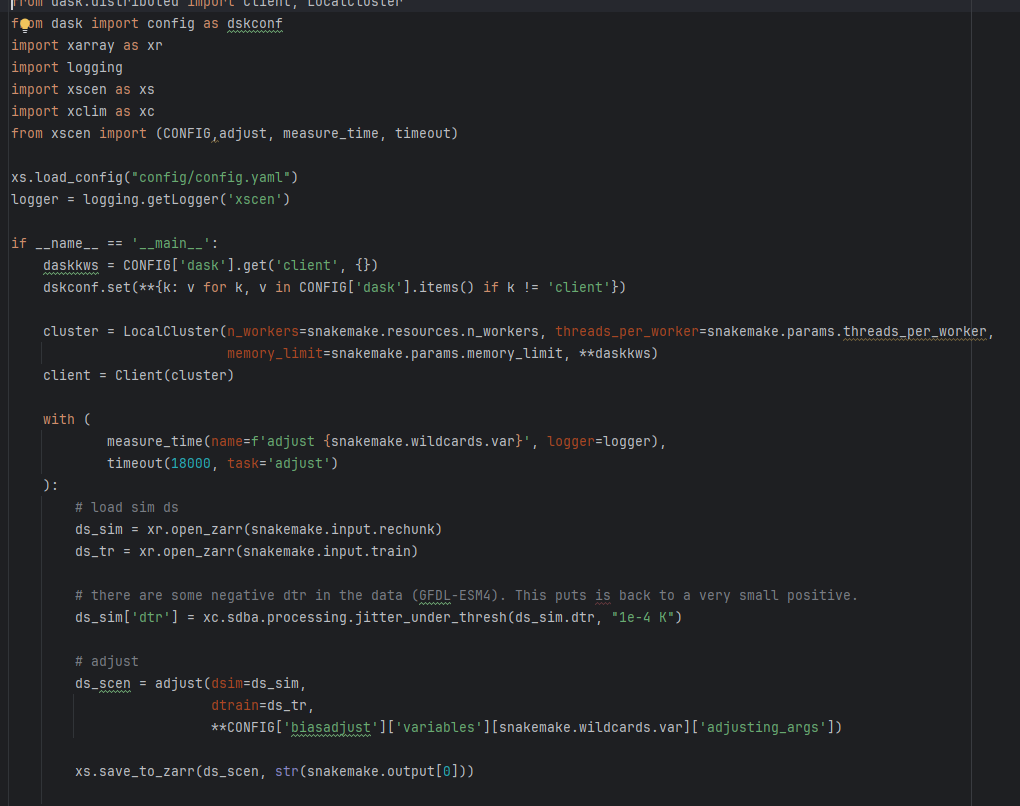 from dask.distributed import Client, LocalCluster
from dask import config as dskconf
import xarray as xr
import logging
import xscen as xs
import xclim as xc
from xscen import (CONFIG,adjust, measure_time, timeout)
xs.load_config("config/config.yaml")
logger = logging.getLogger('xscen')
if __name__ == '__main__':
    daskkws = CONFIG['dask'].get('client', {})
    dskconf.set(**{k: v for k, v in CONFIG['dask'].items() if k != 'client'})
    cluster = LocalCluster(n_workers=snakemake.resources.n_workers, threads_per_worker=snakemake.params.threads_per_worker,
                           memory_limit=snakemake.params.memory_limit, **daskkws)
    client = Client(cluster)
    with (
            measure_time(name=f'adjust {snakemake.wildcards.var}', logger=logger),
            timeout(18000, task='adjust')
    ):
        # load sim ds
        ds_sim = xr.open_zarr(snakemake.input.rechunk)
        ds_tr = xr.open_zarr(snakemake.input.train)
        # there are some negative dtr in the data (GFDL-ESM4). This puts is back to a very small positive.
        ds_sim['dtr'] = xc.sdba.processing.jitter_under_thresh(ds_sim.dtr, "1e-4 K")
        # adjust
        ds_scen = adjust(dsim=ds_sim,
                         dtrain=ds_tr,
                         **CONFIG['biasadjust']['variables'][snakemake.wildcards.var]['adjusting_args'])
        xs.save_to_zarr(ds_scen, str(snakemake.output[0]))